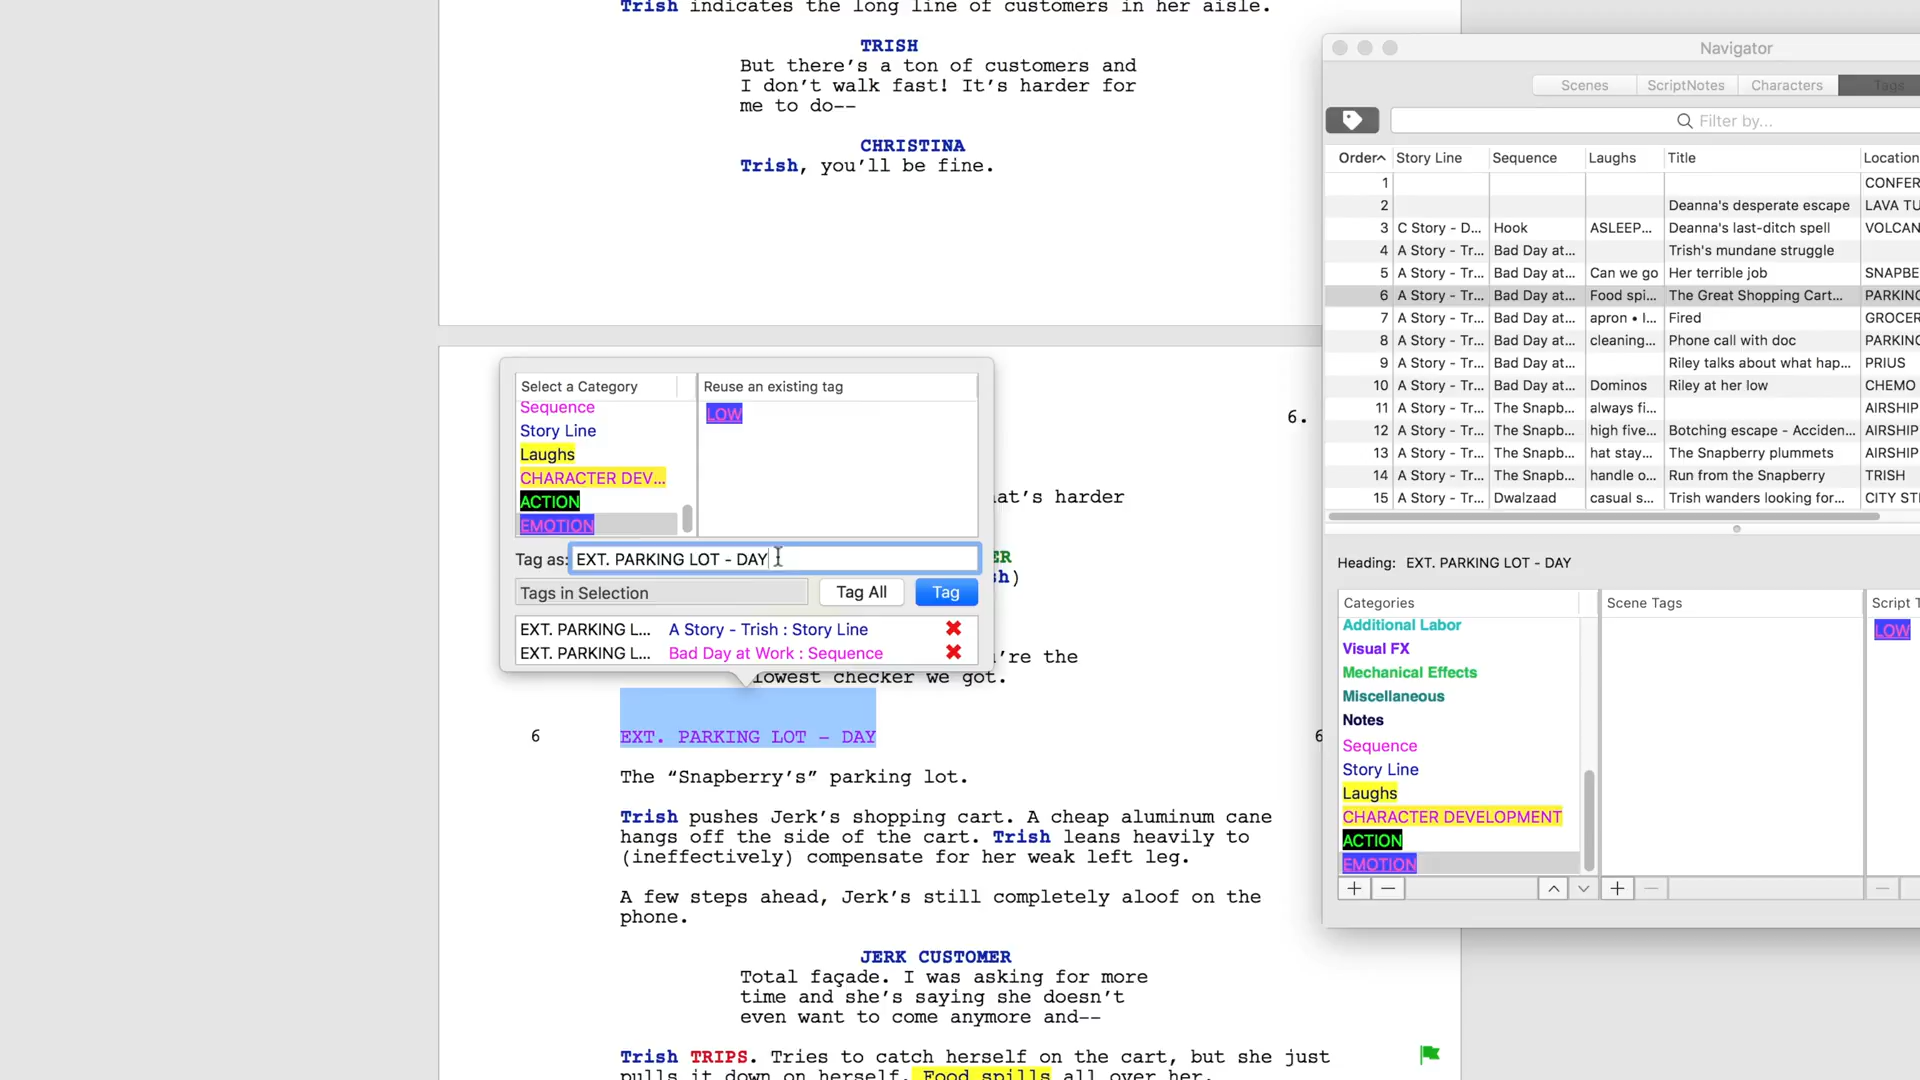 Trish indicates the long line of customers in her aisle.
TRISH
But there's a ton of customers and
I don't walk fast! It's harder for
me to do--
CHRISTINA
Trish, you'll be fine.
6.
at's harder
ER
sh)
're the
lowest checker we got.
6 EXT. PARKING LOT - DAY 6
The “Snapberry's” parking lot.
Trish pushes Jerk's shopping cart. A cheap aluminum cane
hangs off the side of the cart. Trish leans heavily to
(ineffectively) compensate for her weak left leg.
A few steps ahead, Jerk's still completely aloof on the
phone.
JERK CUSTOMER
Total façade. I was asking for more
time and she's saying she doesn't
even want to come anymore and--
Trish TRIPS. Tries to catch herself on the cart, but she just
pulls it down on herself. Food spills all over her.
Select a Category Reuse an existing tag
Sequence LOW
Story Line
Laughs
CHARACTER DEV...
ACTION
EMOTION
Tag as: EXT. PARKING LOT - DAY
Tags in Selection Tag All Tag
EXT. PARKING L... A Story - Trish : Story Line
EXT. PARKING L... Bad Day at Work : Sequence
Navigator
Scenes ScriptNotes Characters Tags
Filter by...
Order Story Line Sequence Laughs Title Location
1 CONFER
2 Deanna's desperate escape LAVA TU
3 C Story - D... Hook ASLEEP... Deanna's last-ditch spell VOLCAN
4 A Story - Tr... Bad Day at... Trish's mundane struggle
5 A Story - Tr... Bad Day at... Can we go Her terrible job SNAPBE
6 A Story - Tr... Bad Day at... Food spi... The Great Shopping Cart... PARKING
7 A Story - Tr... Bad Day at... apron • l... Fired GROCER
8 A Story - Tr... Bad Day at... cleaning... Phone call with doc PARKING
9 A Story - Tr... Bad Day at... Riley talks about what hap... PRIUS
10 A Story - Tr... Bad Day at... Dominos Riley at her low CHEMO
11 A Story - Tr... The Snapb... always fi... AIRSHIP
12 A Story - Tr... The Snapb... high five... Botching escape - Acciden... AIRSHIP
13 A Story - Tr... The Snapb... hat stay... The Snapberry plummets AIRSHIP
14 A Story - Tr... The Snapb... handle o... Run from the Snapberry TRISH
15 A Story - Tr... Dwalzaad casual s... Trish wanders looking for... CITY ST
Heading: EXT. PARKING LOT - DAY
Categories Scene Tags Script T
Additional Labor LOW
Visual FX
Mechanical Effects
Miscellaneous
Notes
Sequence
Story Line
Laughs
CHARACTER DEVELOPMENT
ACTION
EMOTION